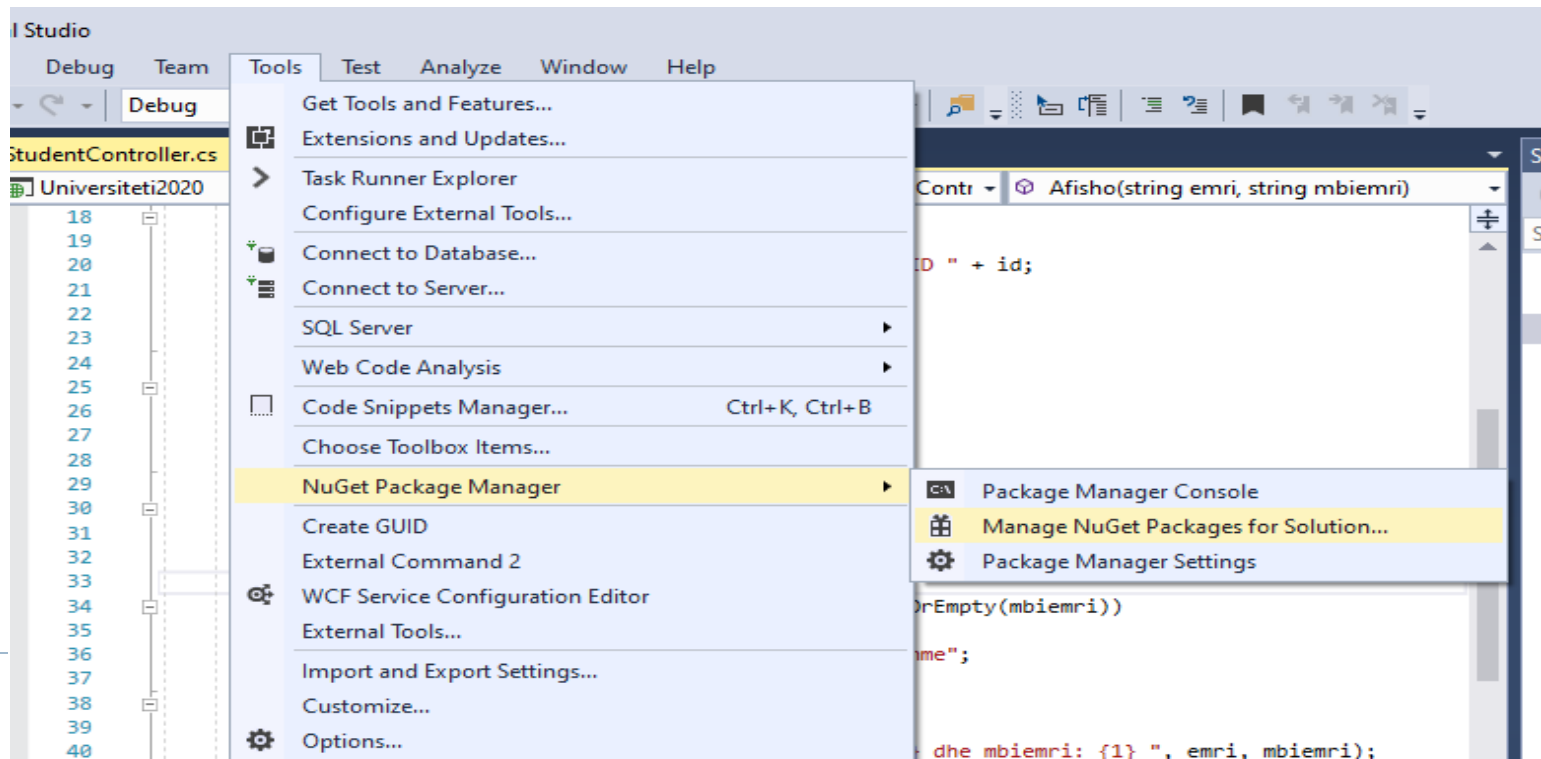 l Studio
Debug Team Tools Test Analyze Window Help
Debug
Get Tools and Features...
Extensions and Updates...
StudentController.cs
Task Runner Explorer
Universiteti2020
Contr
Afisho(string emri, string mbiemri)
Configure External Tools...
18
19
Connect to Database...
20
ID " + id;
21
Connect to Server...
22
SQL Server
23
24
Web Code Analysis
25
26
Code Snippets Manager... Ctrl+K, Ctrl+B
27
Choose Toolbox Items...
28
29
NuGet Package Manager
Package Manager Console
30
Create GUID
Manage NuGet Packages for Solution...
31
32
External Command 2
Package Manager Settings
33
WCF Service Configuration Editor
34
OrEmpty(mbiemri))
35
External Tools...
36
me";
37
Import and Export Settings...
38
Customize...
39
40
Options...
dhe mbiemri: {1} ", emri, mbiemri);